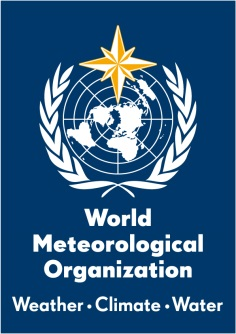 World
Meteorological
Organization
Weather • Climate • Water